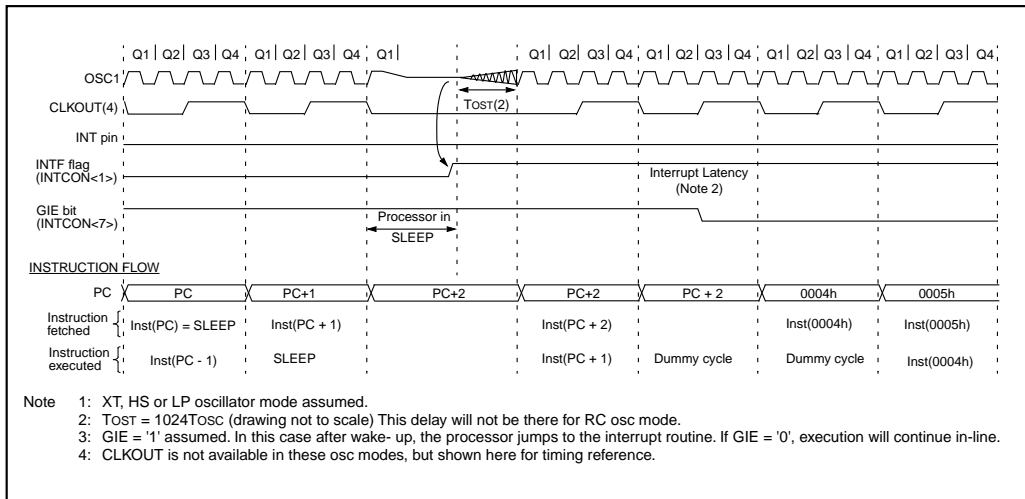 Q1 Q2 Q3 Q4 Q1 Q2 Q3 Q4 Q1 Q1 Q2 Q3 Q4 Q1 Q2 Q3 Q4 Q1 Q2 Q3 Q4 Q1 Q2 Q3 Q4
OSC1
TOST(2)
CLKOUT(4)
INT pin
INTF flag
(INTCON<1>)
Interrupt Latency
(Note 2)
GIE bit
(INTCON<7>)
Processor in
SLEEP
INSTRUCTION FLOW
PC PC PC+1 PC+2 PC+2 PC + 2 0004h 0005h
Instruction
fetched
Inst(PC) = SLEEP Inst(PC + 1) Inst(PC + 2) Inst(0004h) Inst(0005h)
Instruction
executed
Inst(PC - 1) SLEEP Inst(PC + 1) Dummy cycle Dummy cycle Inst(0004h)
Note 1: XT, HS or LP oscillator mode assumed.
2: TOST = 1024TOSC (drawing not to scale) This delay will not be there for RC osc mode.
3: GIE = '1' assumed. In this case after wake- up, the processor jumps to the interrupt routine. If GIE = '0', execution will continue in-line.
4: CLKOUT is not available in these osc modes, but shown here for timing reference.